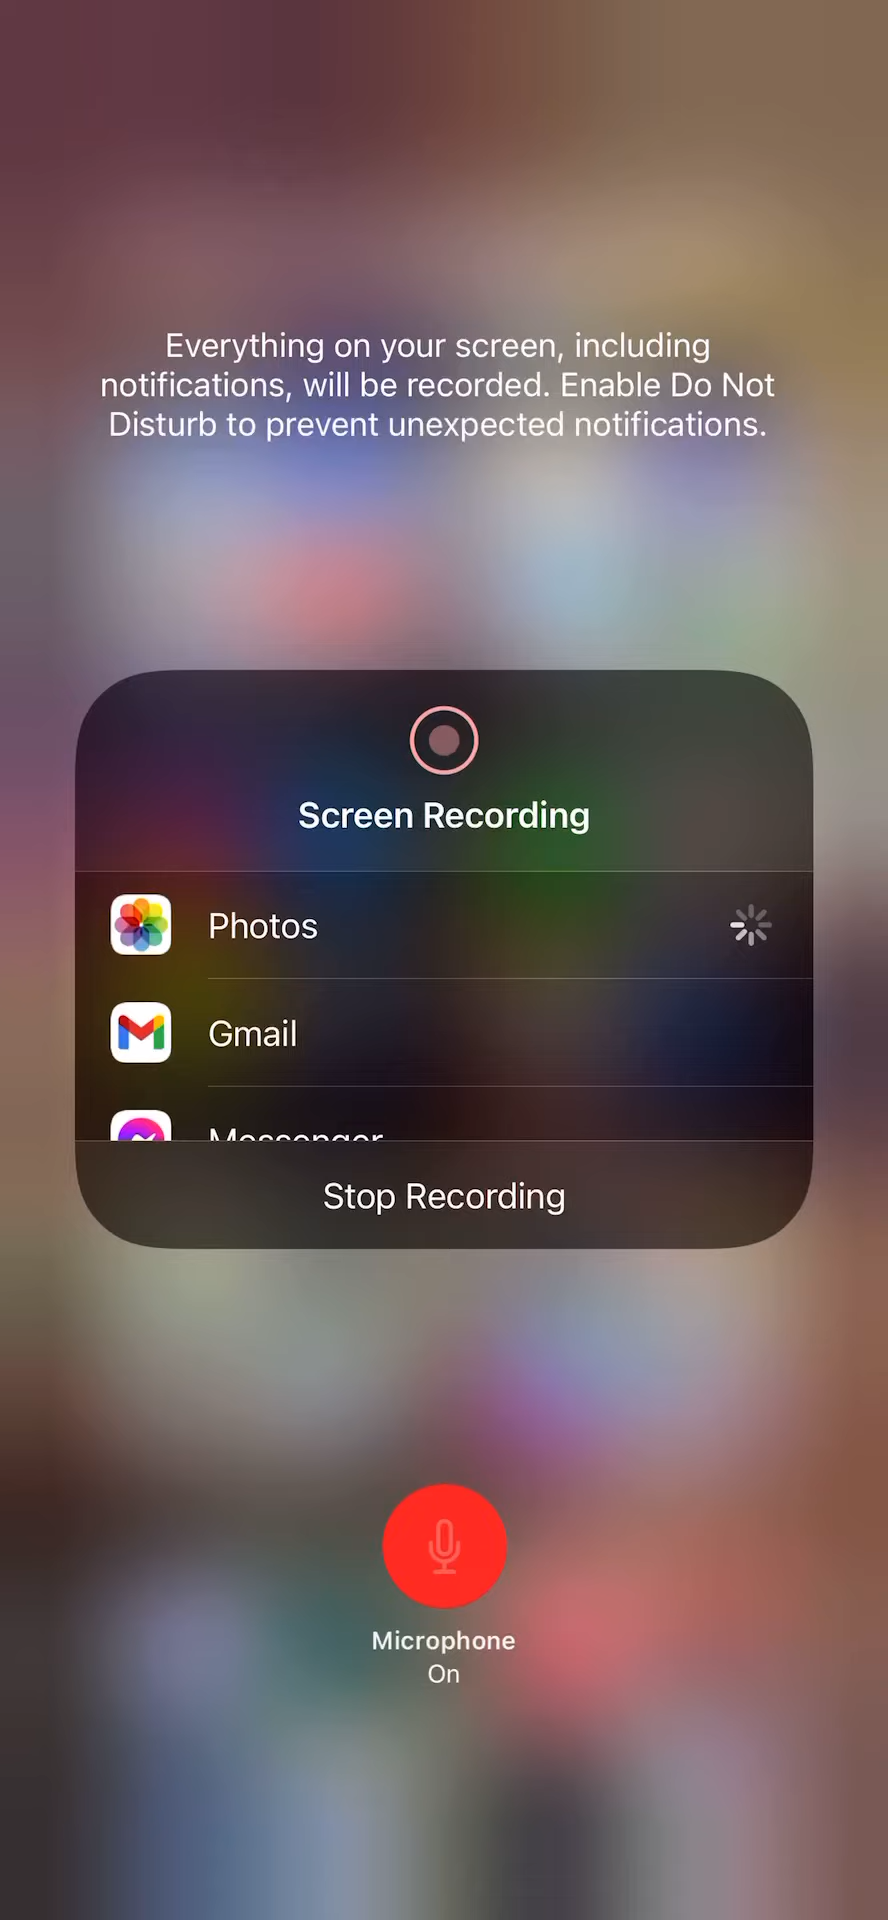 Everything on your screen, including
notifications, will be recorded. Enable Do Not
Disturb to prevent unexpected notifications.
Screen Recording
Photos
Gmail
Messenger
Stop Recording
Microphone
On